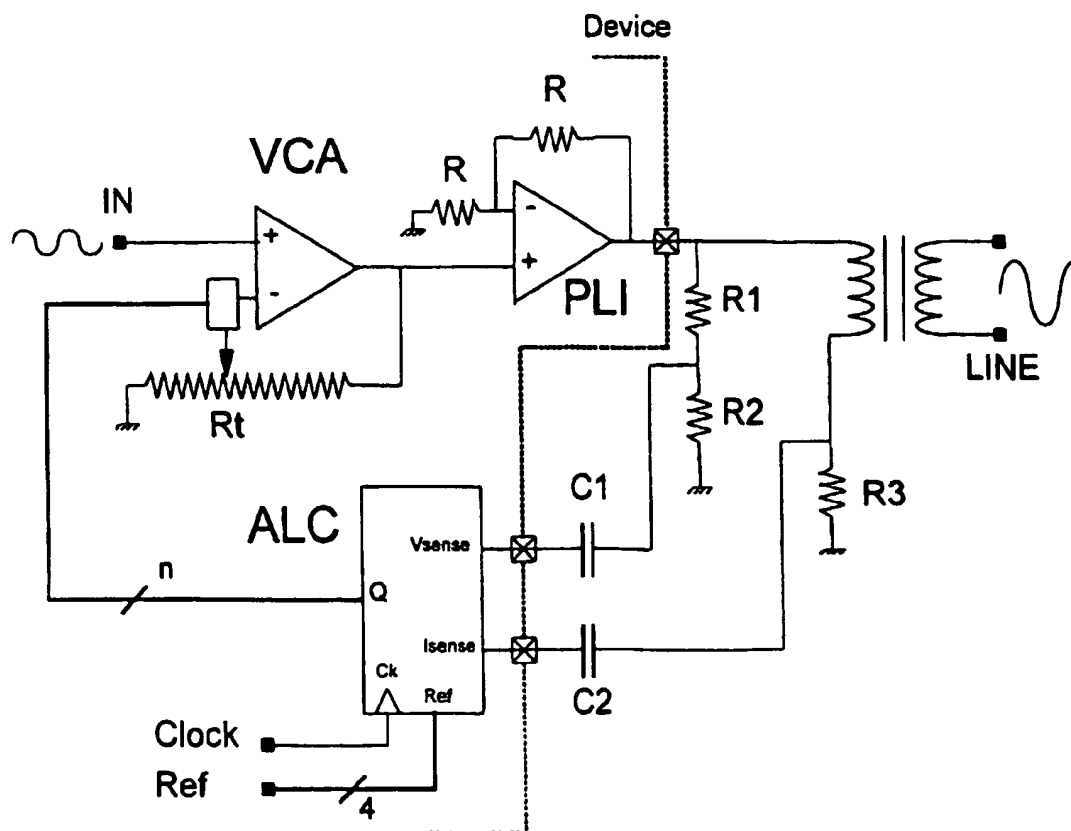 Device
R
VCA
R
IN
+
-
-
+
PLI
R1
LINE
Rt
R2
R3
C1
ALC
Vsense
n
Q
Isense
Ck
Ref
C2
Clock
Ref
4